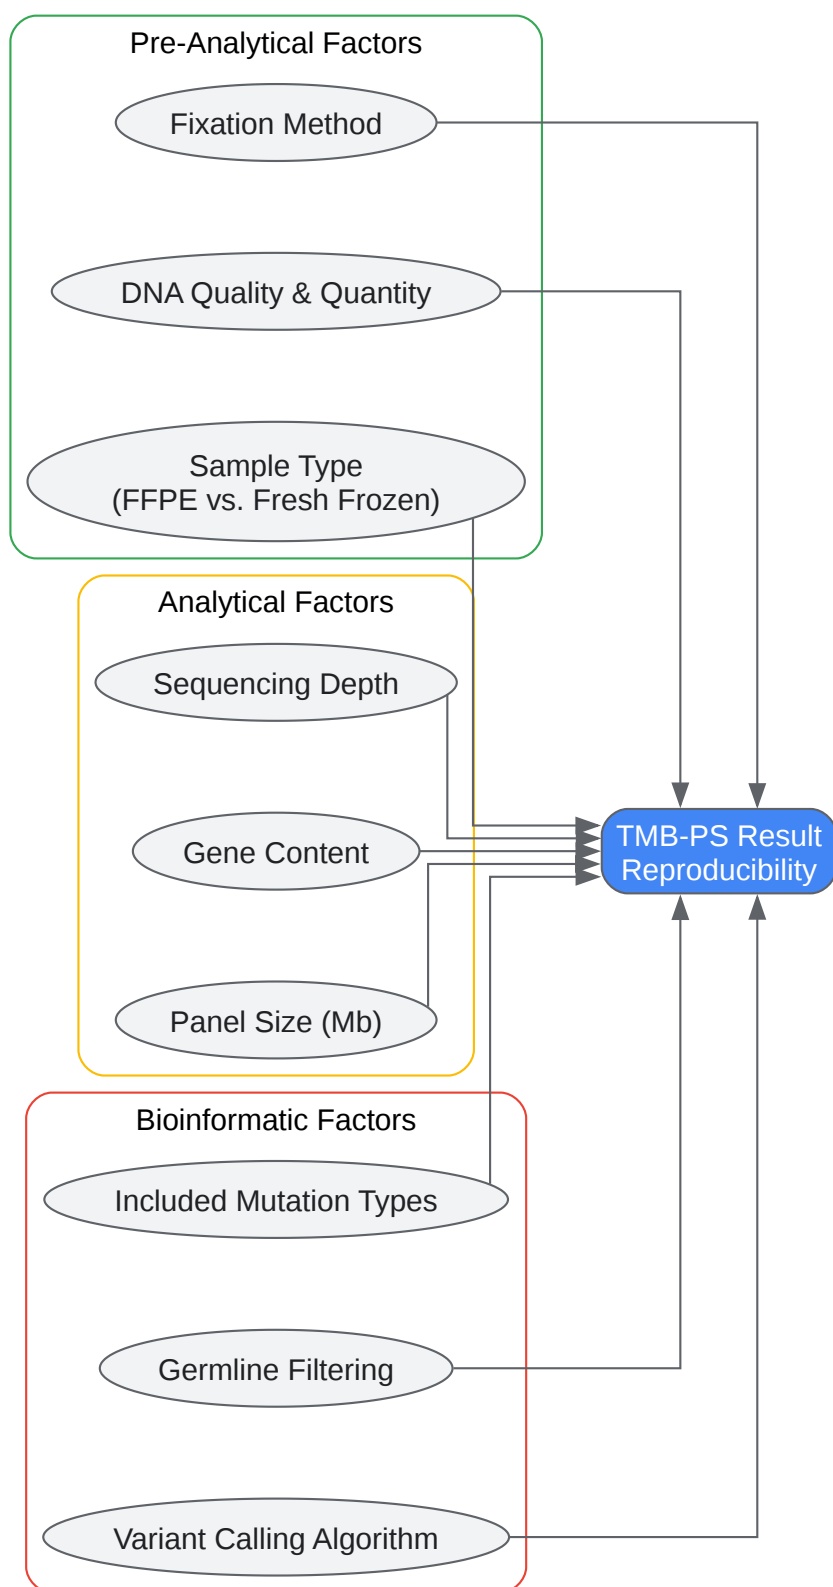 Pre-Analytical Factors
Fixation Method
DNA Quality & Quantity
Sample Type
(FFPE vs. Fresh Frozen)
Analytical Factors
Sequencing Depth
Gene Content
Panel Size (Mb)
TMB-PS Result
Reproducibility
Bioinformatic Factors
Included Mutation Types
Germline Filtering
Variant Calling Algorithm